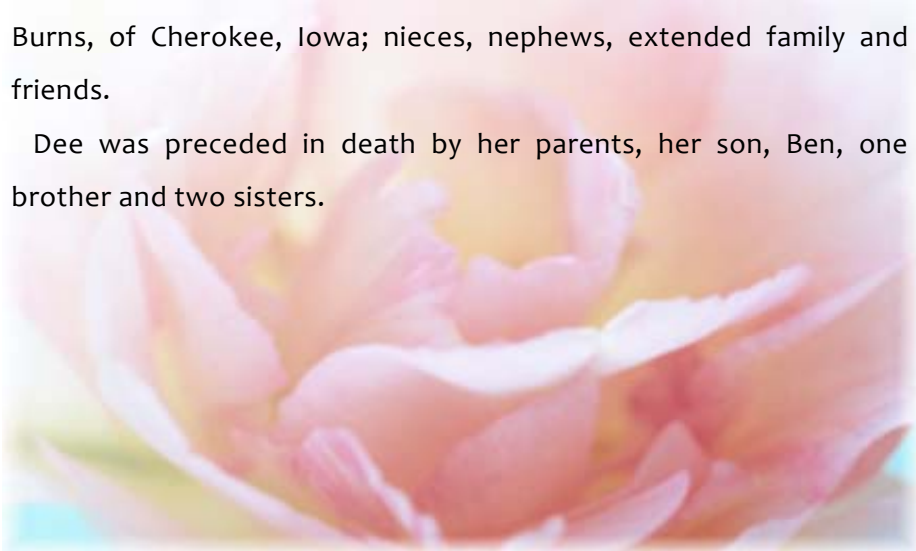 Burns, of Cherokee, Iowa; nieces, nephews, extended family and
friends.
Dee was preceded in death by her parents, her son, Ben, one
brother and two sisters.